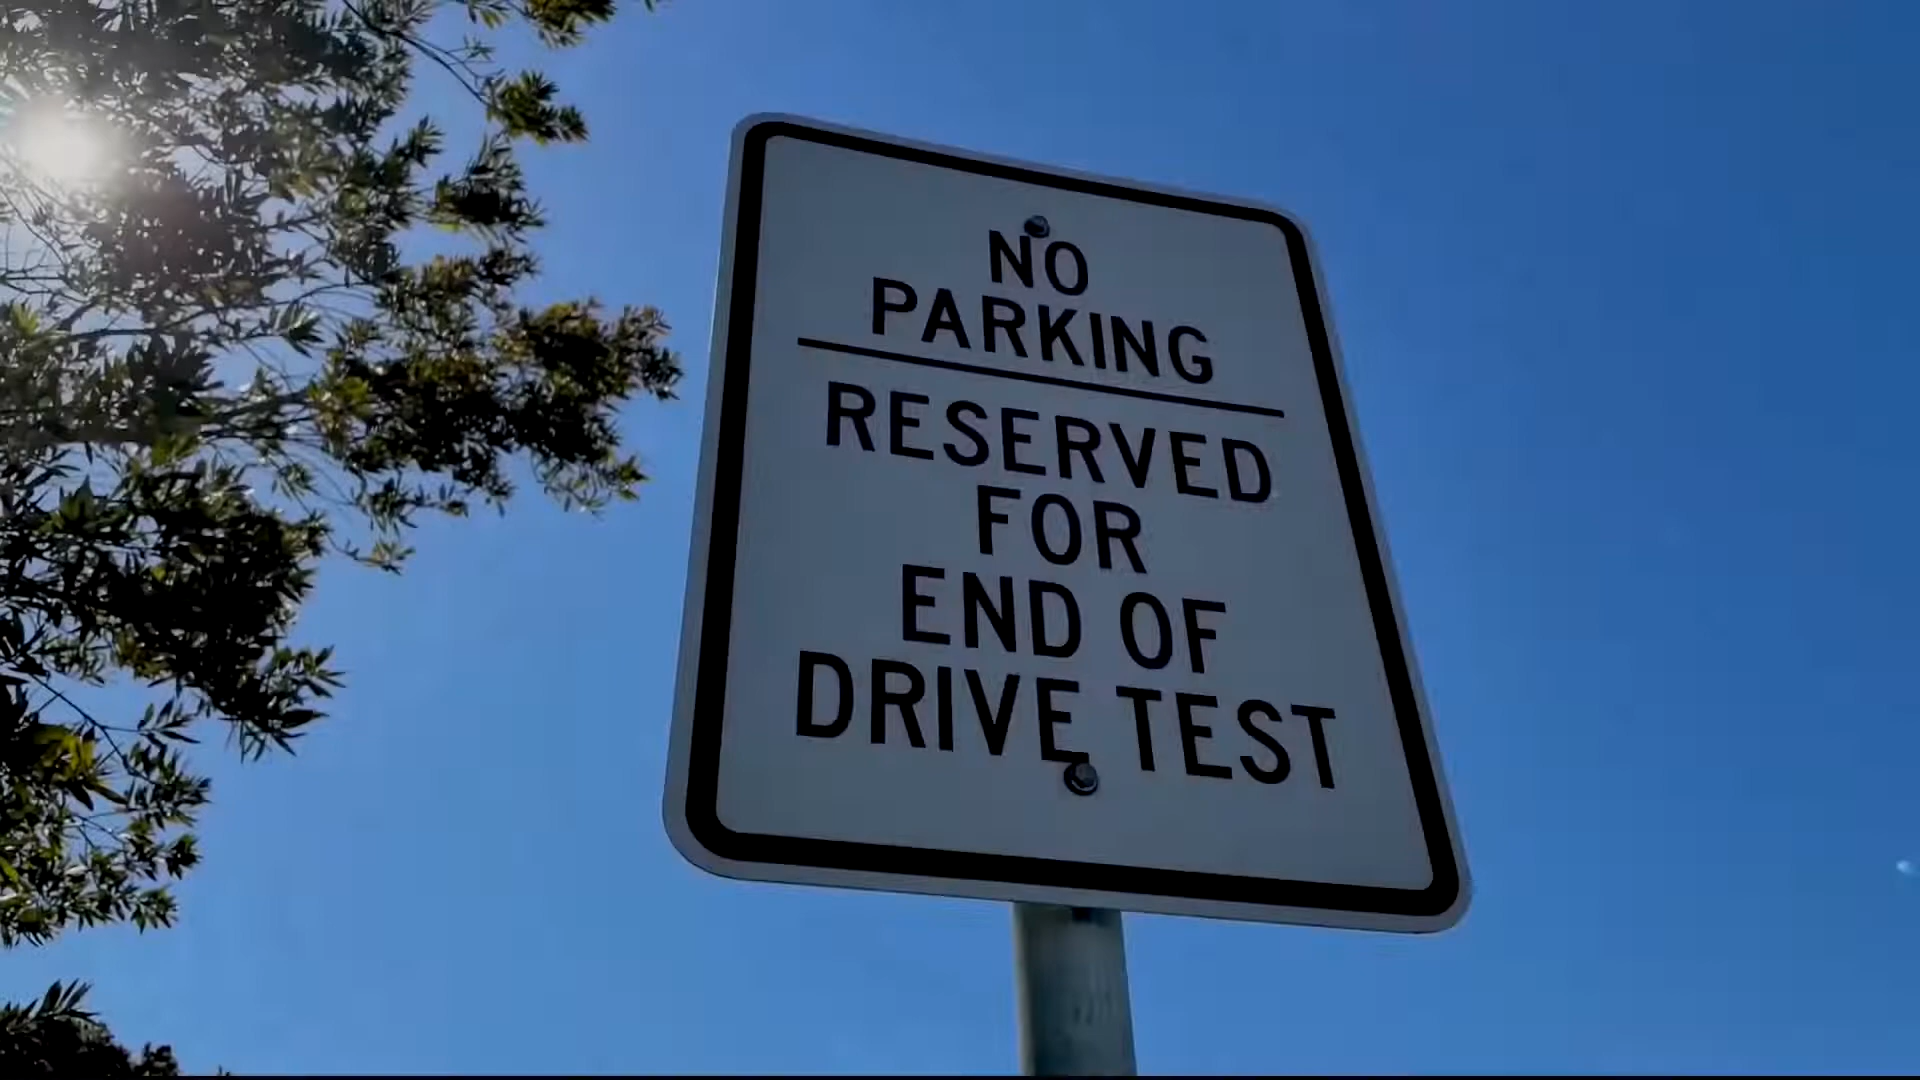 NO
PARKING
RESERVED
FOR
END OF
DRIVE TEST